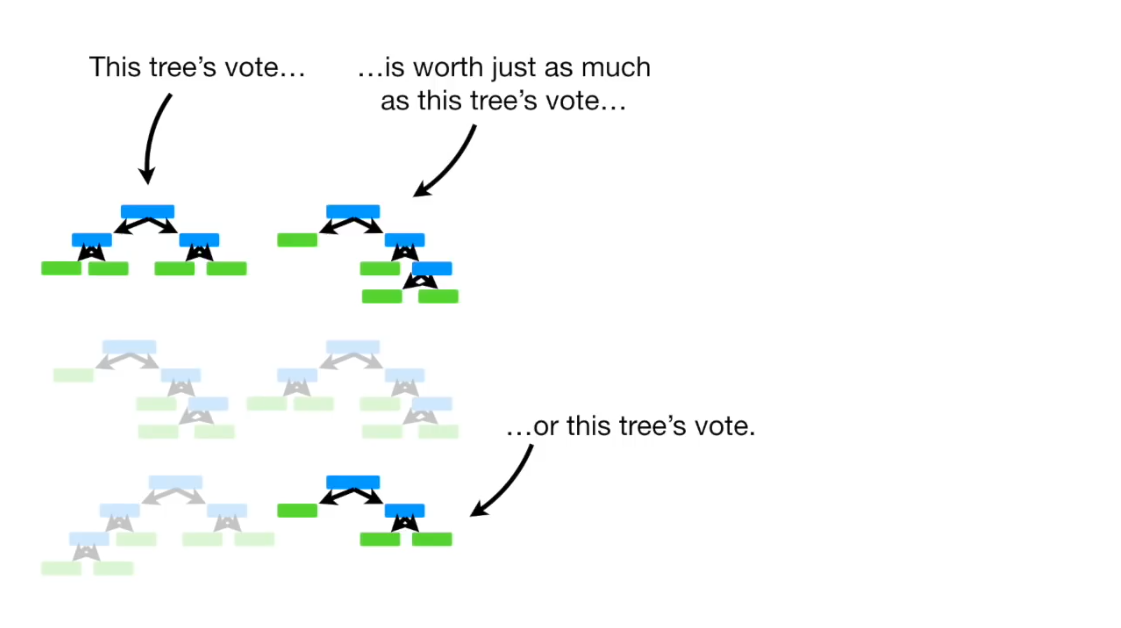 This tree’s vote…
…is worth just as much
as this tree’s vote…
…or this tree’s vote.